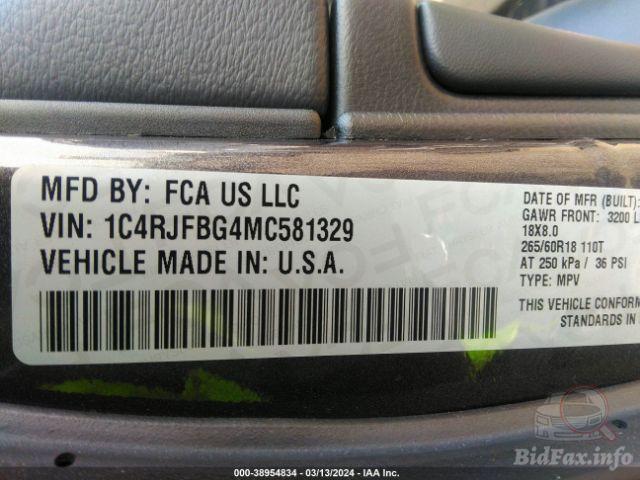 MFD BY: FCA US LLC
VIN: 1C4RJFBG4MC581329
VEHICLE MADE IN: U.S.A.
DATE OF MFR (BUILT):
GAWR FRONT: 3200 L
18X8.0
265/60R18 110T
AT 250 kPa / 36 PSI
TYPE: MPV
THIS VEHICLE CONFORM
STANDARDS IN
BidFax.info
000-38954834 - 03/13/2024 - IAA Inc.